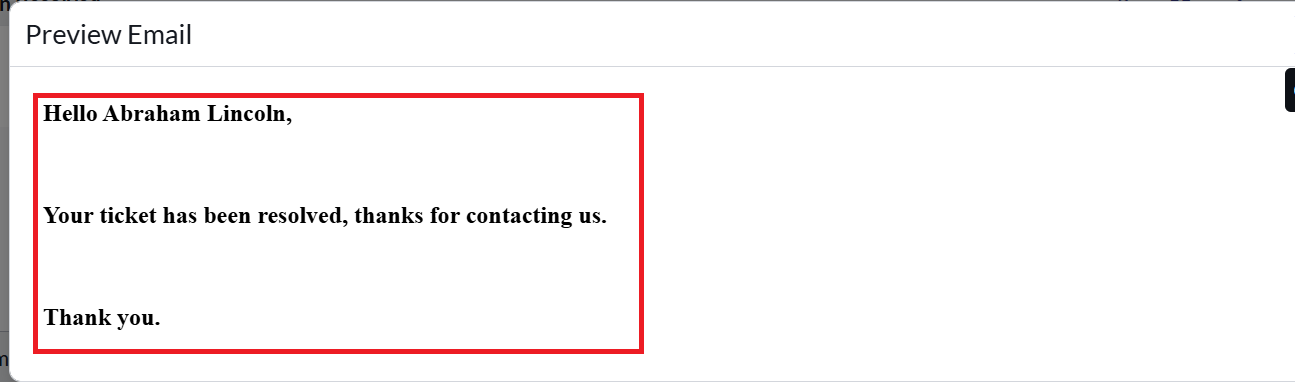 Preview Email
Hello Abraham Lincoln,
Your ticket has been resolved, thanks for contacting us.
Thank you.